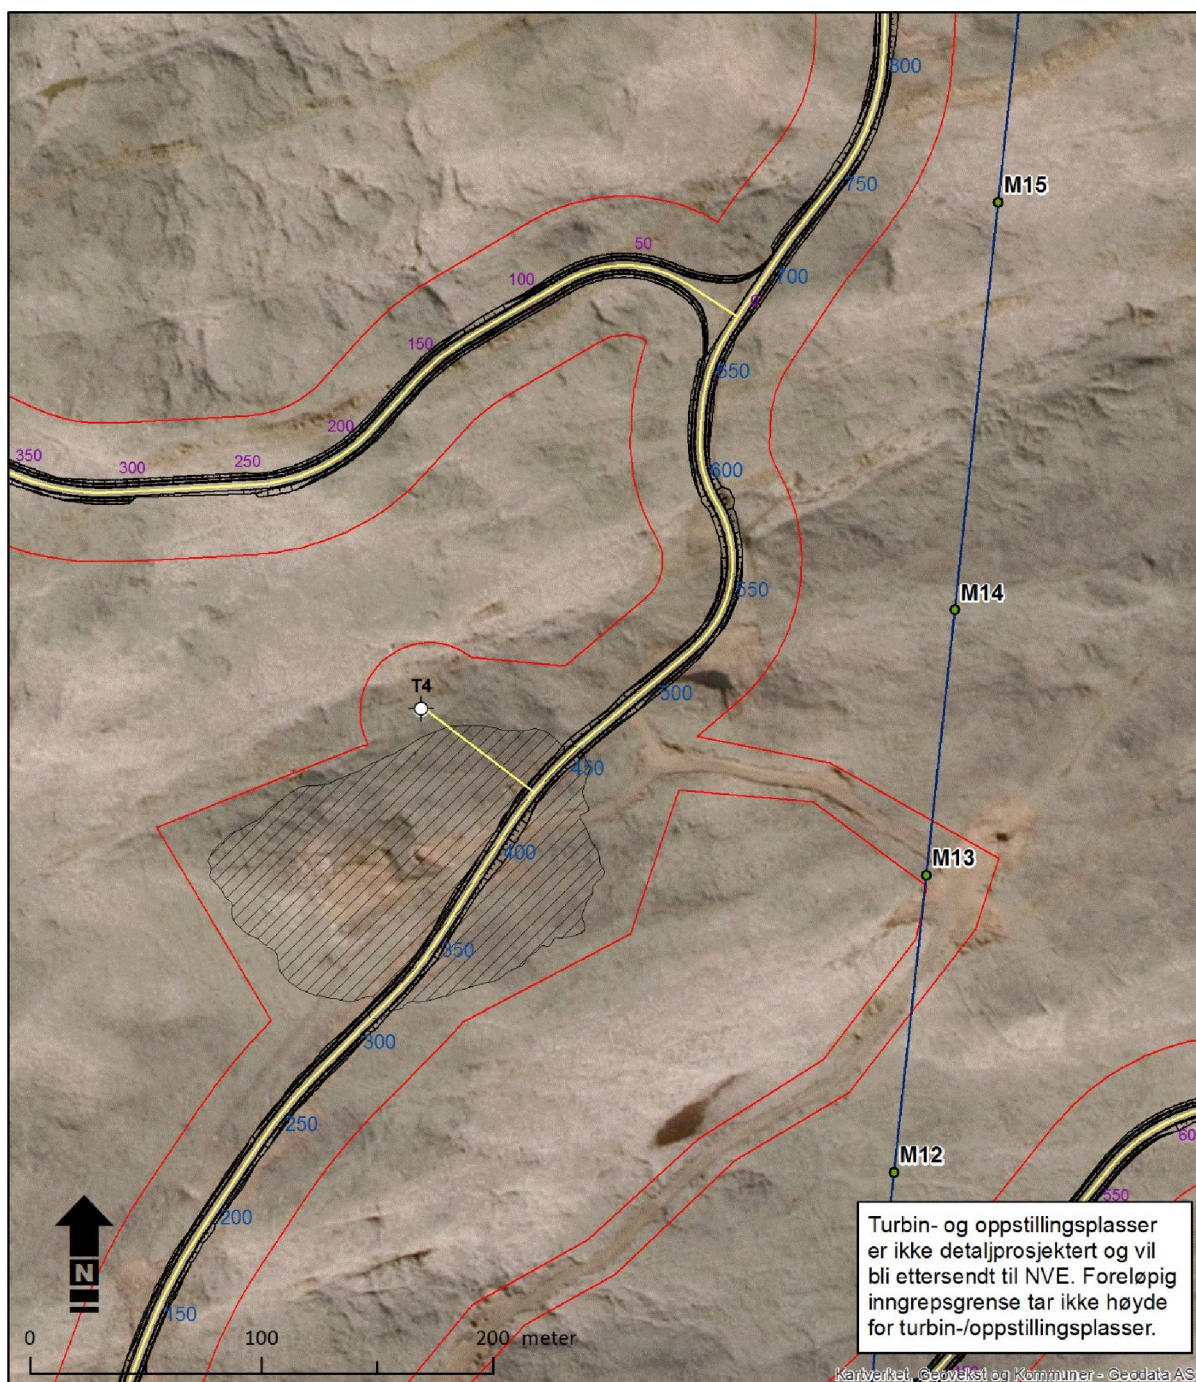 800
M15
750
50
700
100
0
150
650
200
350
300
250
600
M14
550
T4
500
450
400
M13
350
300
250
M12
600
550
200
Turbin- og oppstillingsplasser
er ikke detaljprosjektert og vil
bli ettersendt til NVE. Foreløpig
inngrepsgrense tar ikke høyde
for turbin-/oppstillingsplasser.
N
150
0 100 200 meter
Kartverket, Geovekst og Kommuner - Geodata AS